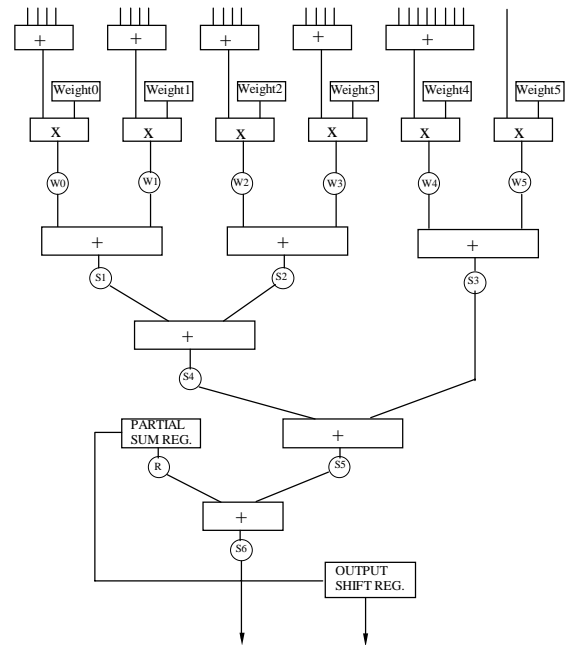 + + + + +
Weight0 Weight1 Weight2 Weight3 Weight4 Weight5
X X X X X X
W0 W1 W2 W3 W4 W5
+ + +
S1 S2 S3
+
S4
PARTIAL
SUM REG.
+
R S5
+
S6
OUTPUT
SHIFT REG.